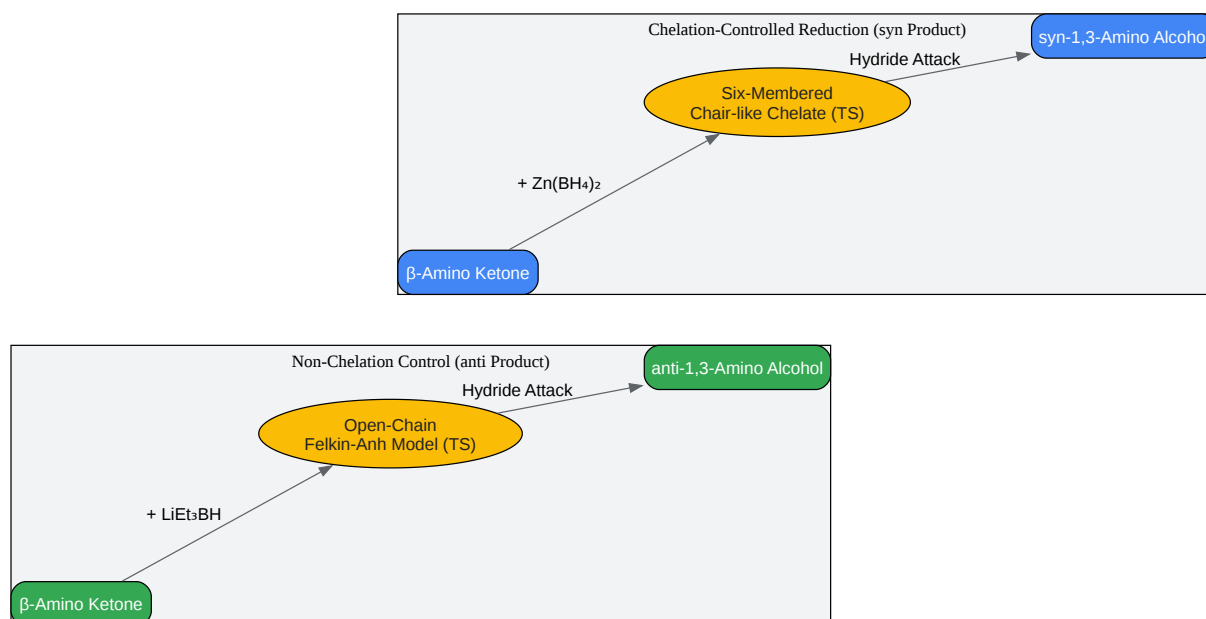 Chelation-Controlled Reduction (syn Product)
syn-1,3-Amino Alcoho
Hydride Attack
Six-Membered
Chair-like Chelate (TS)
+ Zn(BH₄)₂
β-Amino Ketone
Non-Chelation Control (anti Product)
anti-1,3-Amino Alcohol
Hydride Attack
Open-Chain
Felkin-Anh Model (TS)
+ LiEt₃BH
β-Amino Ketone